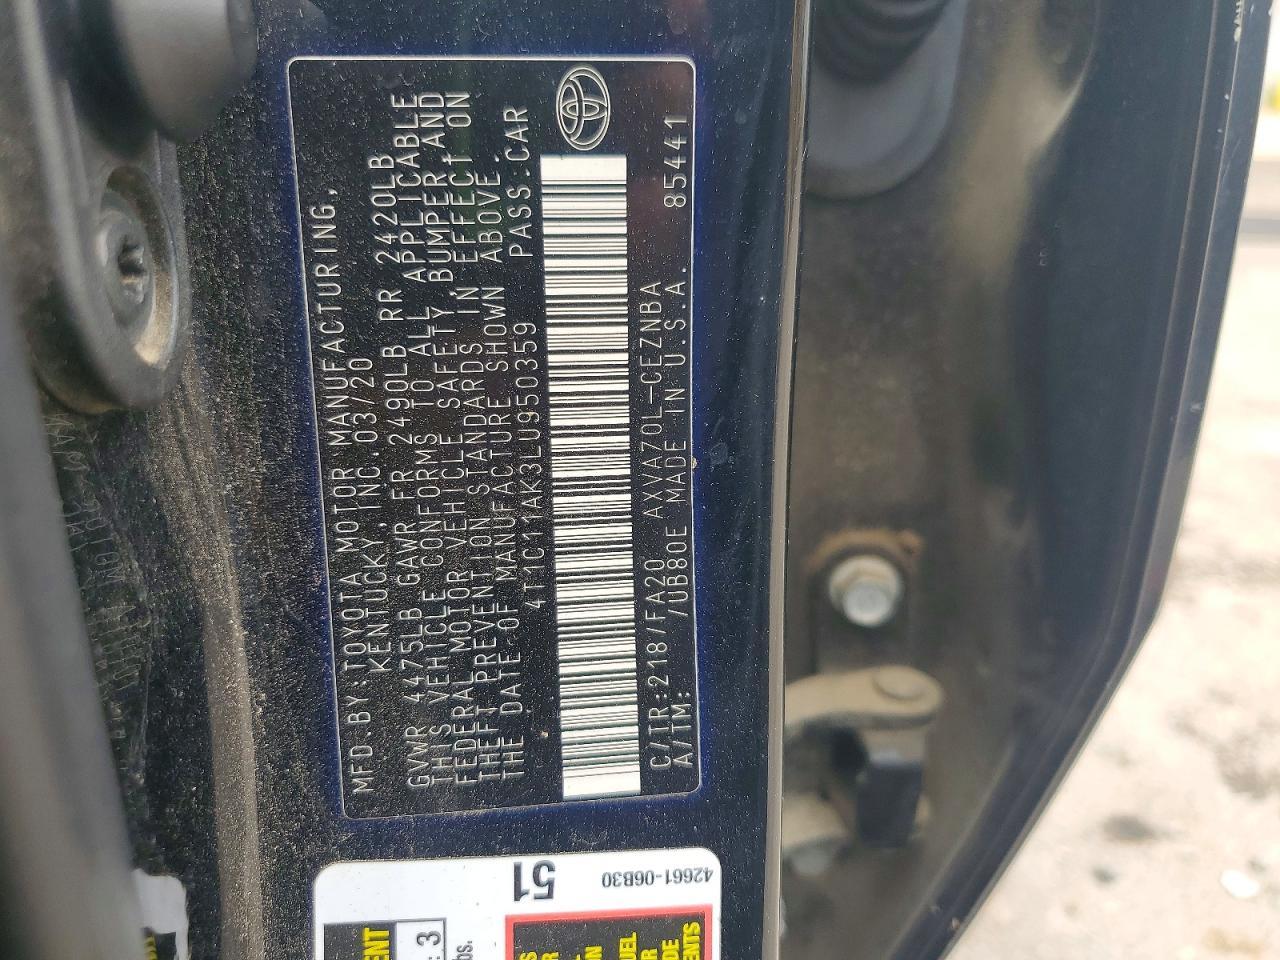 MFD.BY:TOYOTA MOTOR MANUFACTURING,
KENTUCKY, INC. 03/20
GVWR 4475LB GAWR FR 2490LB RR 2420LB
THIS VEHICLE CONFORMS TO ALL APPLICABLE
FEDERAL MOTOR VEHICLE SAFETY, BUMPER, AND
THEFT PREVENTION STANDARDS IN EFFECT ON
THE DATE OF MANUFACTURE SHOWN ABOVE.
4T1C11AK3LU950359 PASS.CAR
C/TR:218/FA20 AXVA70L-CEZNBA
A/TM: /UB80E MADE IN U.S.A. 85441
51
42661-06B30
: 3
bs.